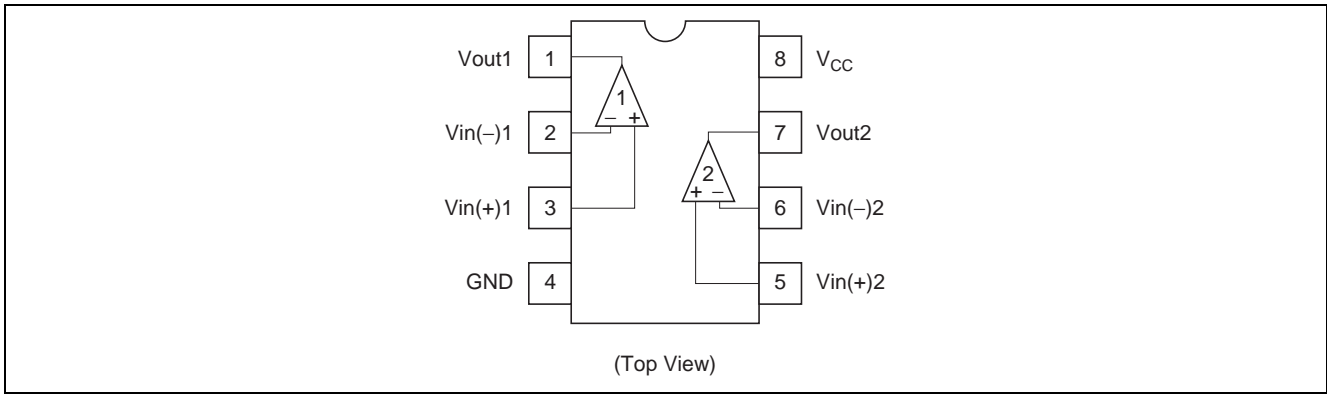 Vout1 1 8 V_CC
1
− +
Vin(−)1 2 7 Vout2
2
+ −
Vin(+)1 3 6 Vin(−)2
GND 4 5 Vin(+)2
(Top View)